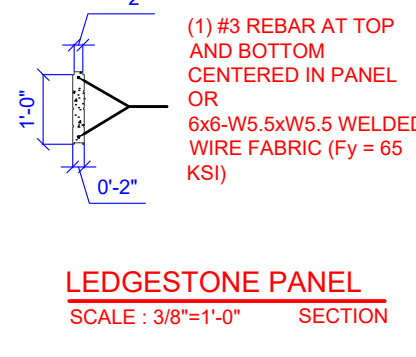 2"
(1) #3 REBAR AT TOP
AND BOTTOM
CENTERED IN PANEL
OR
6x6-W5.5xW5.5 WELDED
WIRE FABRIC (Fy = 65
KSI)
1'-0"
0'-2"
LEDGESTONE PANEL
SCALE : 3/8"=1'-0" SECTION